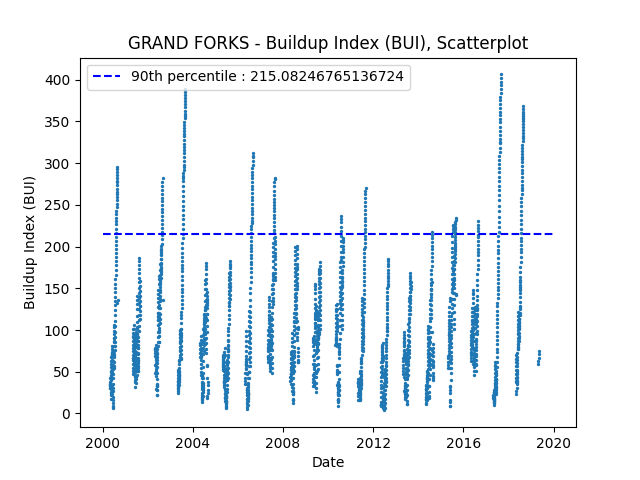 GRAND FORKS - Buildup Index (BUI), Scatterplot
90th percentile : 215.08246765136724
400
350
300
250
200
150
100
50
0
Buildup Index (BUI)
2000 2004 2008 2012 2016 2020
Date